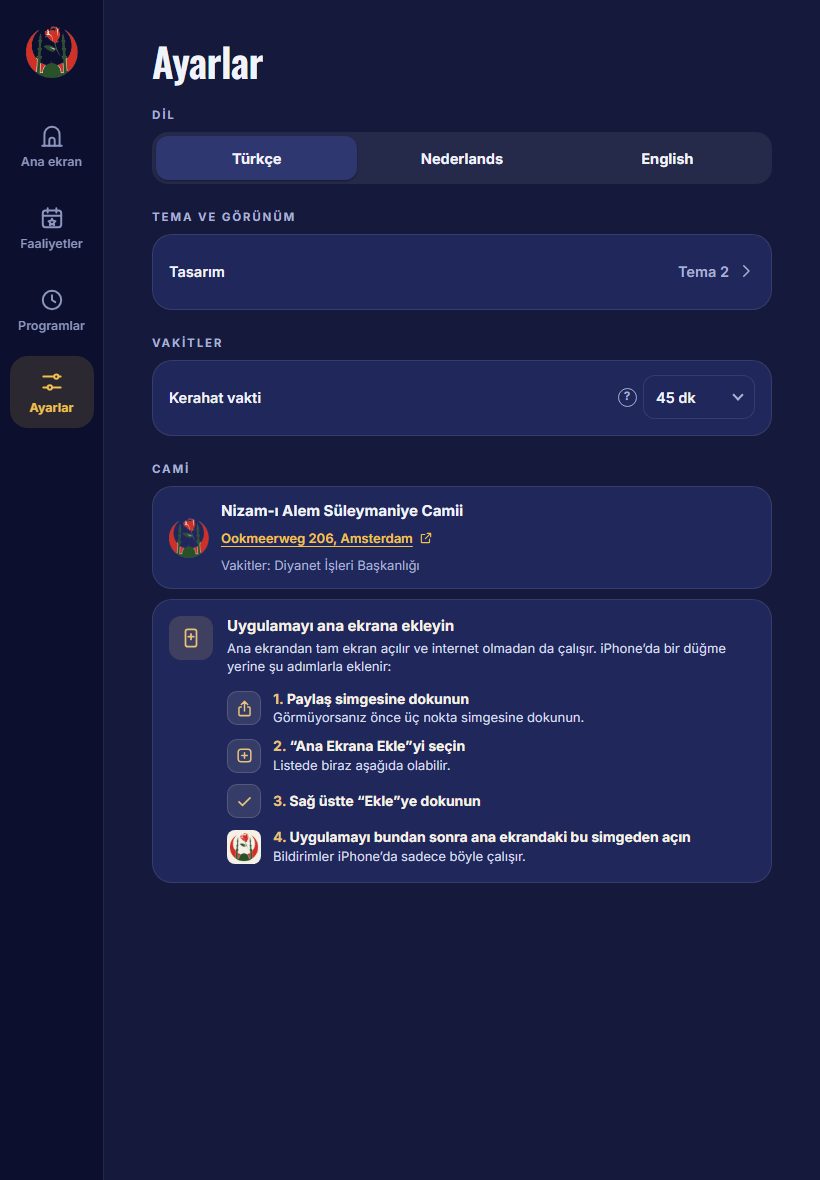 Ayarlar
DİL
Türkçe
Nederlands
English
TEMA VE GÖRÜNÜM
Tasarım
Tema 2
VAKİTLER
Kerahat vakti
?
45 dk
CAMİ
Nizam-ı Alem Süleymaniye Camii
Ookmeerweg 206, Amsterdam
Vakitler: Diyanet İşleri Başkanlığı
Uygulamayı ana ekrana ekleyin
Ana ekrandan tam ekran açılır ve internet olmadan da çalışır. iPhone’da bir düğme
yerine şu adımlarla eklenir:
1. Paylaş simgesine dokunun
Görmüyorsanız önce üç nokta simgesine dokunun.
2. “Ana Ekrana Ekle”yi seçin
Listede biraz aşağıda olabilir.
3. Sağ üstte “Ekle”ye dokunun
4. Uygulamayı bundan sonra ana ekrandaki bu simgeden açın
Bildirimler iPhone’da sadece böyle çalışır.
Ana ekran
Faaliyetler
Programlar
Ayarlar